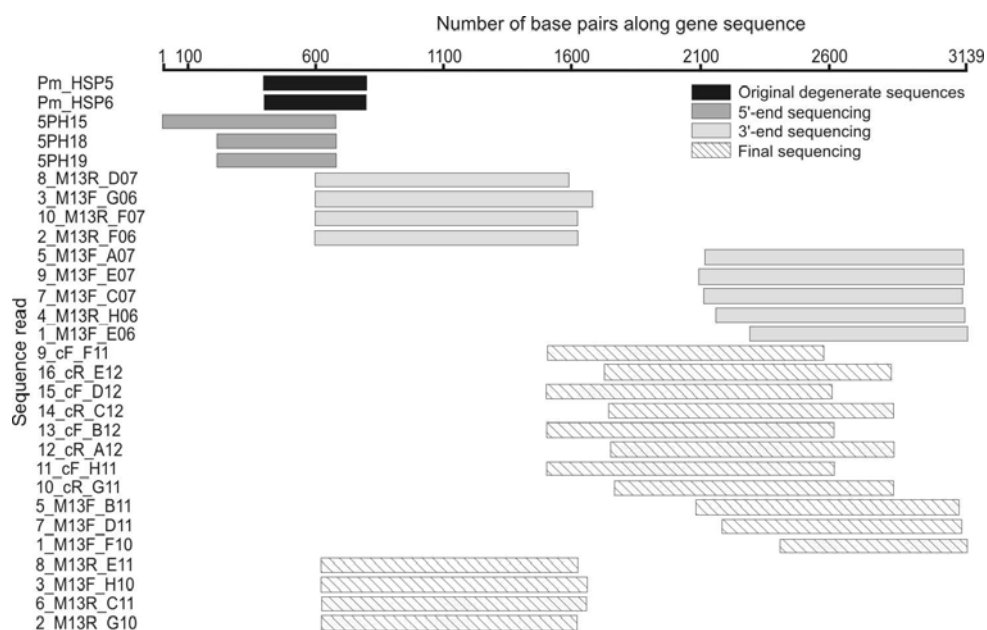 Number of base pairs along gene sequence
1 100 600 1100 1600 2100 2600 3139
Pm_HSP5
Pm_HSP6
5PH15
5PH18
5PH19
8_M13R_D07
3_M13F_G06
10_M13R_F07
2_M13R_F06
5_M13F_A07
9_M13F_E07
7_M13F_C07
4_M13R_H06
1_M13F_E06
9_cF_F11
16_cR_E12
15_cF_D12
14_cR_C12
13_cF_B12
12_cR_A12
11_cF_H11
10_cR_G11
5_M13F_B11
7_M13F_D11
1_M13F_F10
8_M13R_E11
3_M13F_H10
6_M13R_C11
2_M13R_G10
Sequence read
Original degenerate sequences
5'-end sequencing
3'-end sequencing
Final sequencing